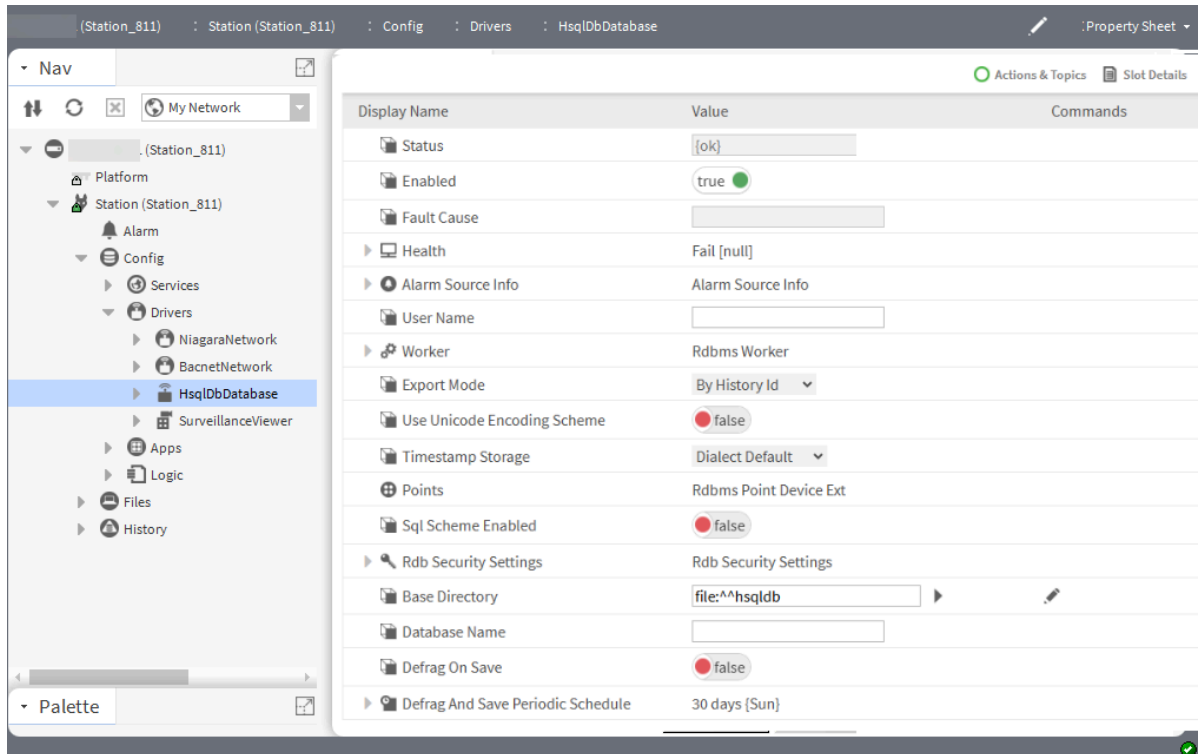 (Station_811) : Station (Station_811) : Config : Drivers : HsqlDbDatabase :Property Sheet
Nav
My Network
(Station_811)
Platform
Station (Station_811)
Alarm
Config
Services
Drivers
NiagaraNetwork
BacnetNetwork
HsqlDbDatabase
SurveillanceViewer
Apps
Logic
Files
History
Palette
Actions & Topics Slot Details
Display Name Value Commands
Status {ok}
Enabled true
Fault Cause
Health Fail [null]
Alarm Source Info Alarm Source Info
User Name
Worker Rdbms Worker
Export Mode By History Id
Use Unicode Encoding Scheme false
Timestamp Storage Dialect Default
Points Rdbms Point Device Ext
Sql Scheme Enabled false
Rdb Security Settings Rdb Security Settings
Base Directory file:^^hsqldb
Database Name
Defrag On Save false
Defrag And Save Periodic Schedule 30 days {Sun}